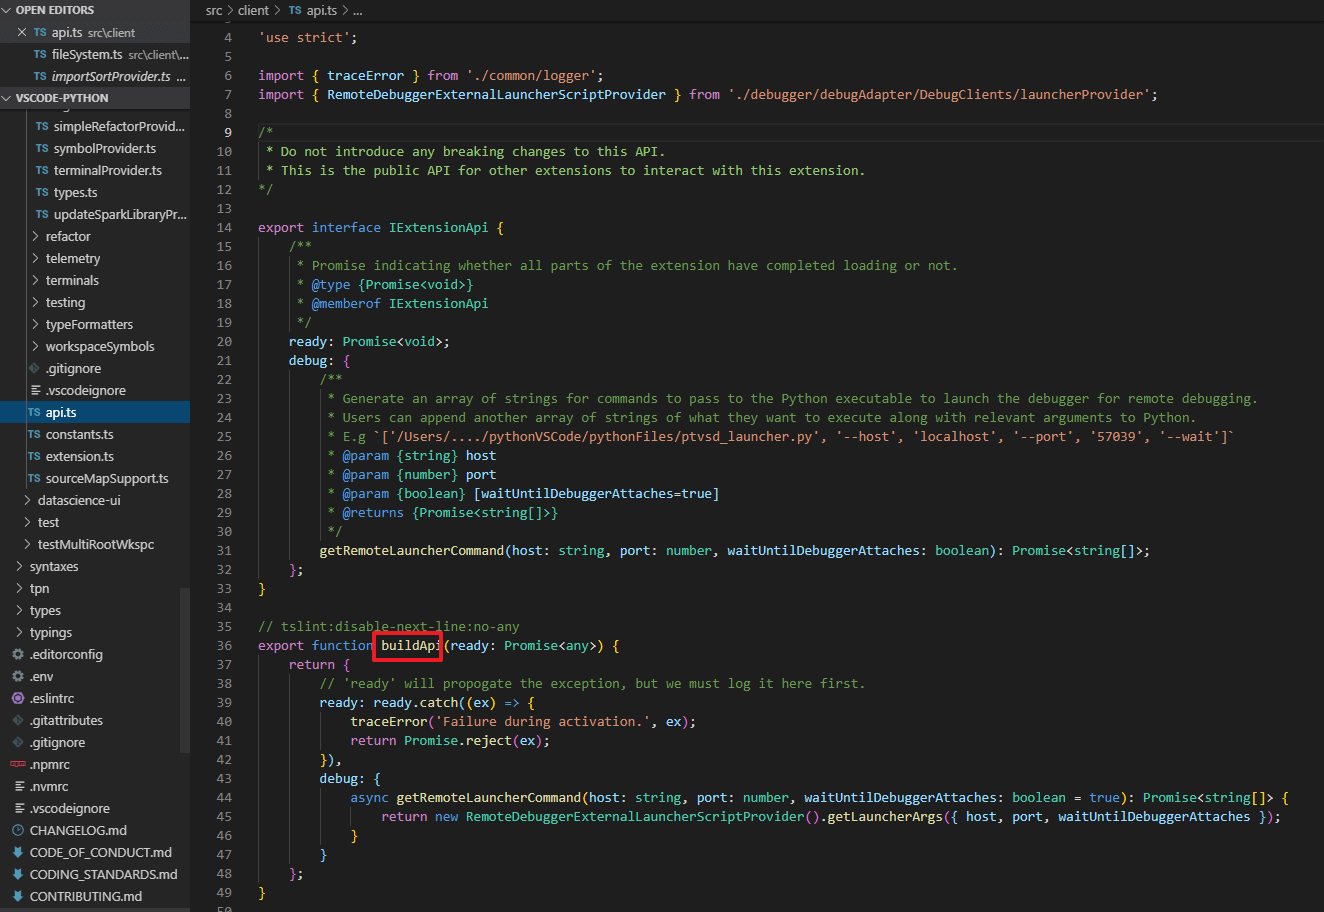 OPEN EDITORS
api.ts src\client
TS fileSystem.ts src\client\...
TS importSortProvider.ts ...
VSCODE-PYTHON
TS simpleRefactorProvid...
TS symbolProvider.ts
TS terminalProvider.ts
TS types.ts
TS updateSparkLibraryPr...
refactor
telemetry
terminals
testing
typeFormatters
workspaceSymbols
.gitignore
.vscodeignore
TS api.ts
TS constants.ts
TS extension.ts
TS sourceMapSupport.ts
datascience-ui
test
testMultiRootWkspc
syntaxes
tpn
types
typings
.editorconfig
.env
.eslintrc
.gitattributes
.gitignore
.npmrc
.nvmrc
.vscodeignore
CHANGELOG.md
CODE_OF_CONDUCT.md
CODING_STANDARDS.md
CONTRIBUTING.md
src > client > TS api.ts > ...
4 'use strict';
5
6 import { traceError } from './common/logger';
7 import { RemoteDebuggerExternalLauncherScriptProvider } from './debugger/debugAdapter/DebugClients/launcherProvider';
8
9 /*
10 * Do not introduce any breaking changes to this API.
11 * This is the public API for other extensions to interact with this extension.
12 */
13
14 export interface IExtensionApi {
15 /**
16 * Promise indicating whether all parts of the extension have completed loading or not.
17 * @type {Promise<void>}
18 * @memberof IExtensionApi
19 */
20 ready: Promise<void>;
21 debug: {
22 /**
23 * Generate an array of strings for commands to pass to the Python executable to launch the debugger for remote debugging.
24 * Users can append another array of strings of what they want to execute along with relevant arguments to Python.
25 * E.g `['/Users/..../pythonVSCode/pythonFiles/ptvsd_launcher.py', '--host', 'localhost', '--port', '57039', '--wait']`
26 * @param {string} host
27 * @param {number} port
28 * @param {boolean} [waitUntilDebuggerAttaches=true]
29 * @returns {Promise<string[]>}
30 */
31 getRemoteLauncherCommand(host: string, port: number, waitUntilDebuggerAttaches: boolean): Promise<string[]>;
32 };
33 }
34
35 // tslint:disable-next-line:no-any
36 export function buildApi(ready: Promise<any>) {
37 return {
38 // 'ready' will propogate the exception, but we must log it here first.
39 ready: ready.catch((ex) => {
40 traceError('Failure during activation.', ex);
41 return Promise.reject(ex);
42 }),
43 debug: {
44 async getRemoteLauncherCommand(host: string, port: number, waitUntilDebuggerAttaches: boolean = true): Promise<string[]> {
45 return new RemoteDebuggerExternalLauncherScriptProvider().getLauncherArgs({ host, port, waitUntilDebuggerAttaches });
46 }
47 }
48 };
49 }
50